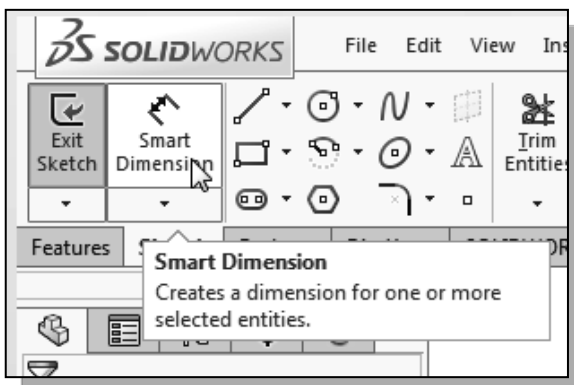 SOLIDWORKS File Edit View Ins
Exit Sketch
Smart Dimension
Trim Entities
Features
Smart Dimension
Creates a dimension for one or more
selected entities.